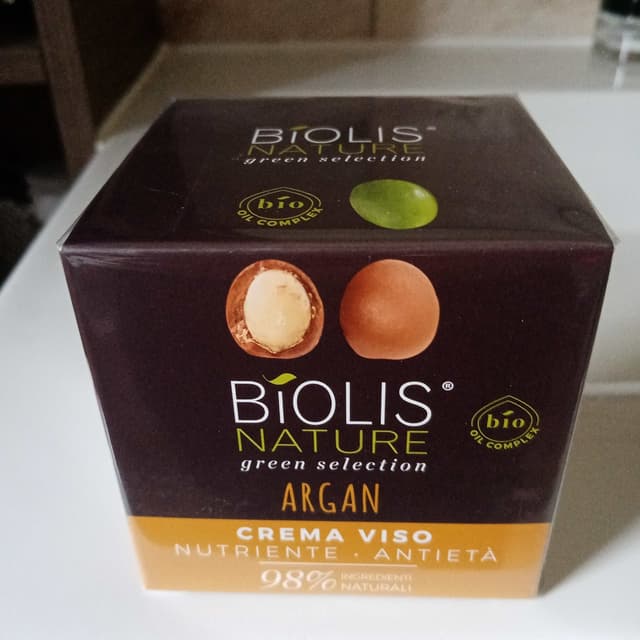 BiOLIS®
NATURE
green selection
bio
OIL COMPLEX
BiOLIS®
NATURE
green selection
bio
OIL COMPLEX
ARGAN
CREMA VISO
NUTRIENTE · ANTIETÀ
98% INGREDIENTI
NATURALI